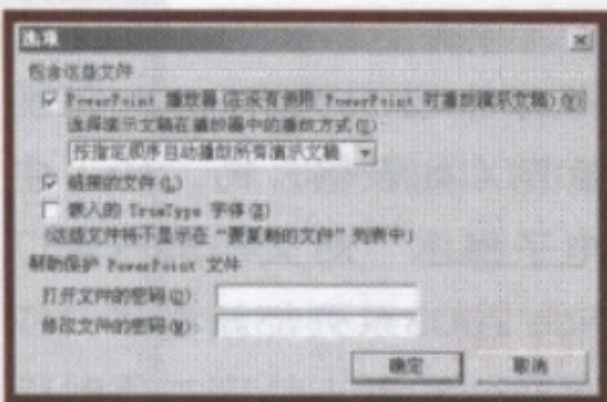 选项
包含这些文件
PowerPoint 播放器(在没有使用 PowerPoint 时播放演示文稿)(V)
选择演示文稿在播放器中的播放方式(S)
按指定顺序自动播放所有演示文稿
链接的文件(L)
嵌入的 TrueType 字体(E)
(这些文件将不显示在“要复制的文件”列表中)
帮助保护 PowerPoint 文件
打开文件的密码(O):
修改文件的密码(M):
确定
取消